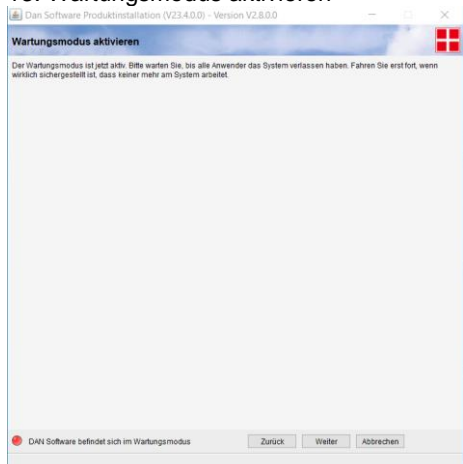 Wartungsmodus aktivieren
Dan Software Produktinstallation (V23.4.0.0) - Version V2.8.0.0
Wartungsmodus aktivieren
Der Wartungsmodus ist jetzt aktiv. Bitte warten Sie, bis alle Anwender das System verlassen haben. Fahren Sie erst fort, wenn
wirklich sichergestellt ist, dass keiner mehr am System arbeitet.
DAN Software befindet sich im Wartungsmodus
Zurück
Weiter
Abbrechen